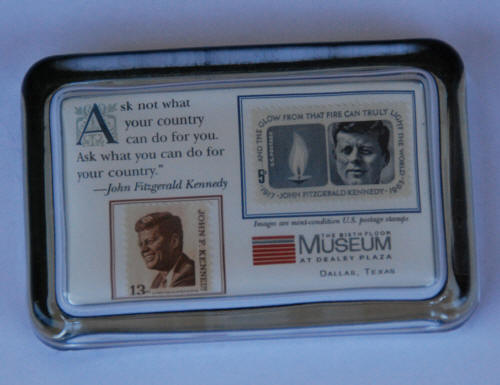 Ask not what
your country
can do for you.
Ask what you can do for
your country."
—John Fitzgerald Kennedy
JOHN F. KENNEDY
13
AND THE GLOW FROM THAT FIRE CAN TRULY LIGHT THE WORLD
5¢
U.S. POSTAGE
1917·JOHN FITZGERALD KENNEDY·1963
Images are mint-condition U.S. postage stamps
THE SIXTH FLOOR
MUSEUM
AT DEALEY PLAZA
DALLAS, TEXAS